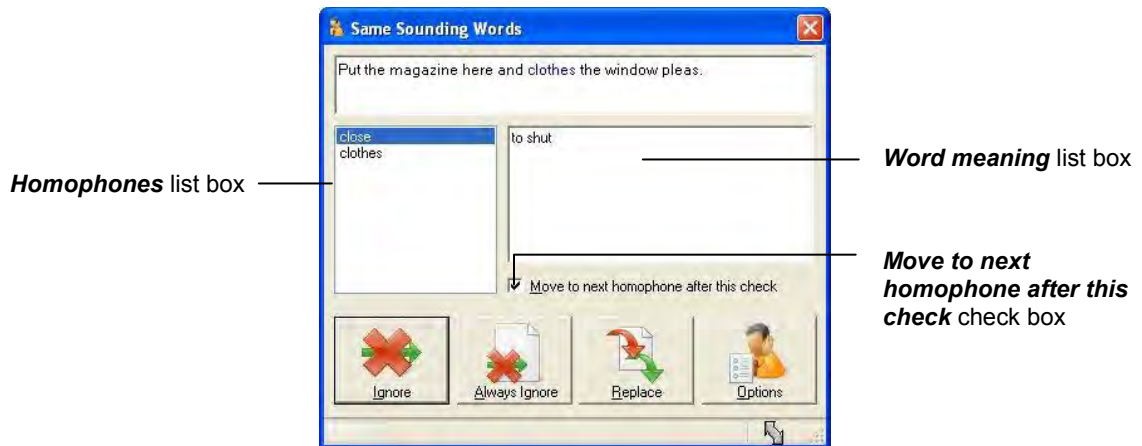 Same Sounding Words
Put the magazine here and clothes the window pleas.
close
clothes
to shut
Homophones list box
Word meaning list box
Move to next homophone after this check
Move to next
homophone after this
check check box
Ignore
Always Ignore
Replace
Options